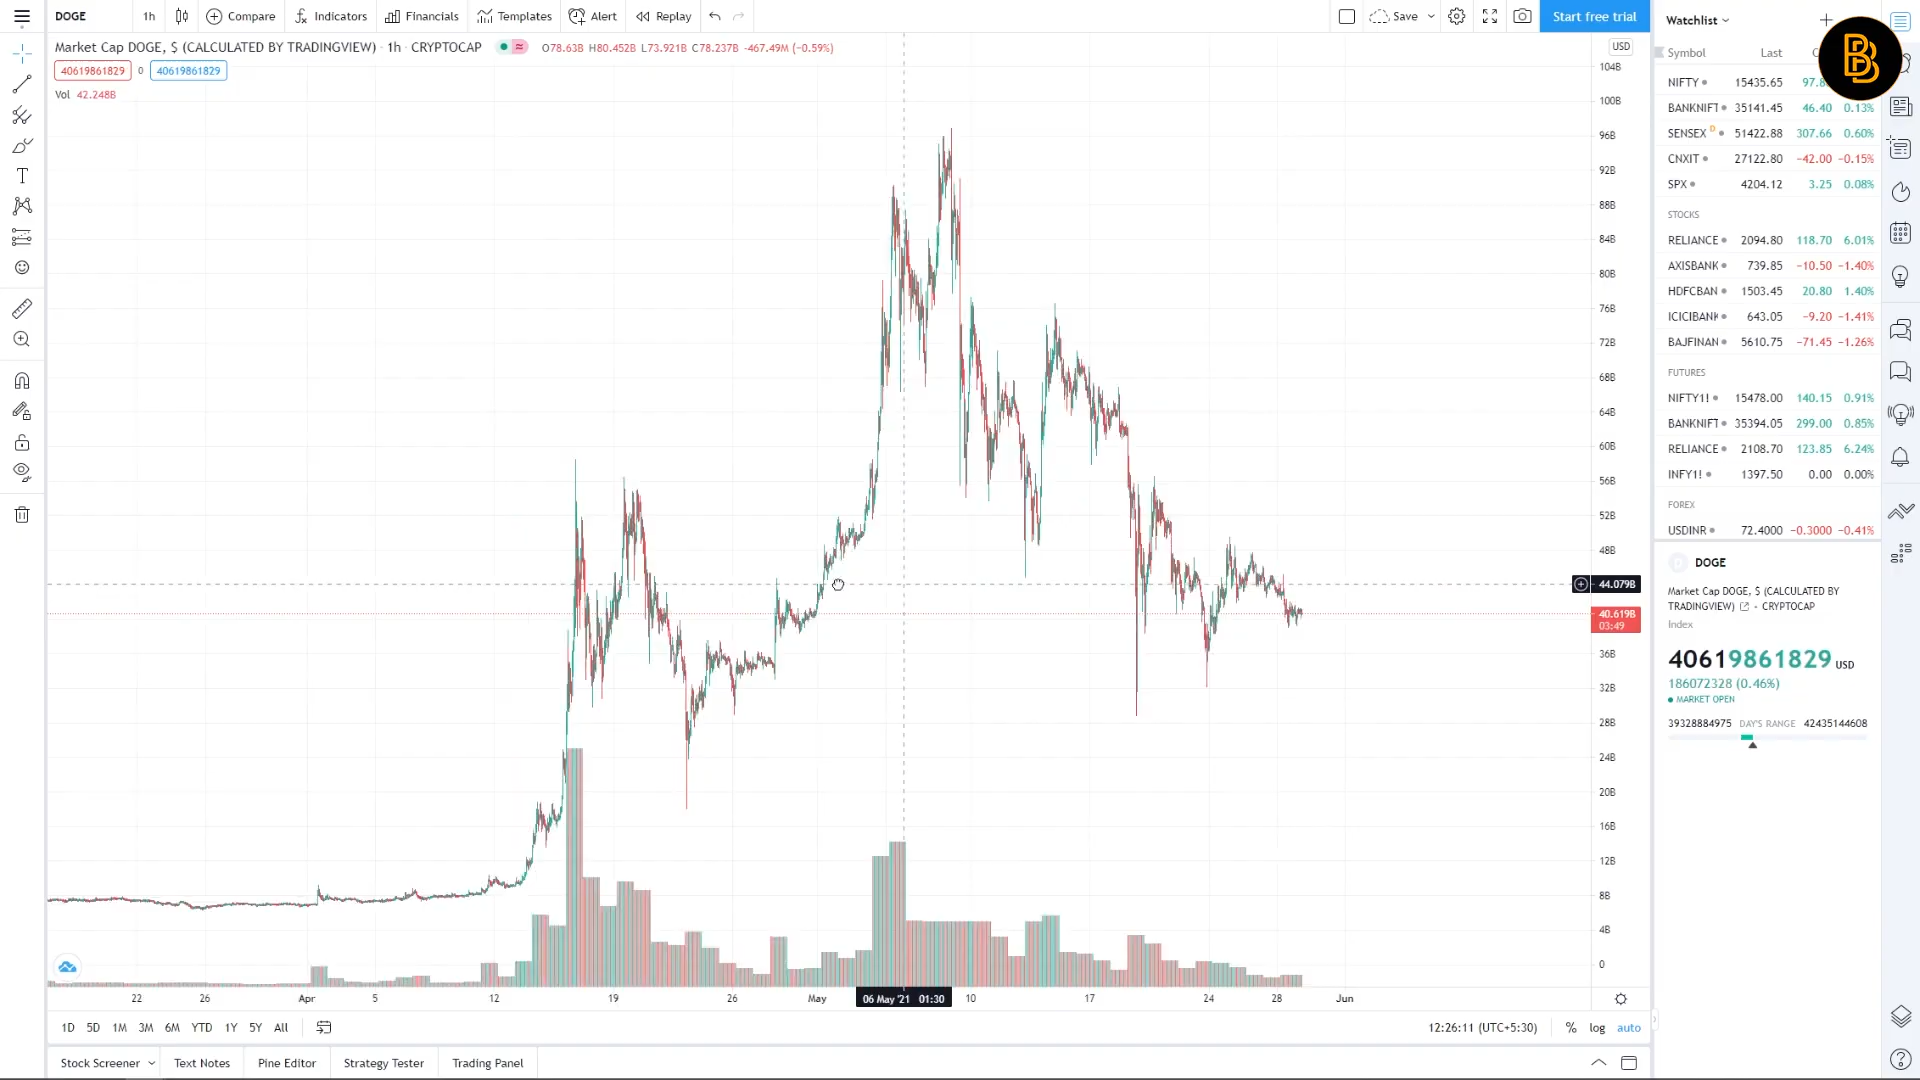 DOGE 1h Compare Indicators Financials Templates Alert Replay Save Start free trial
Market Cap DOGE, $ (CALCULATED BY TRADINGVIEW) · 1h · CRYPTOCAP O78.63B H80.452B L73.921B C78.237B -467.49M (−0.59%)
40619861829 0 40619861829
Vol 42.248B
USD
104B
100B
96B
92B
88B
84B
80B
76B
72B
68B
64B
60B
56B
52B
48B
44.079B
40.619B
03:49
36B
32B
28B
24B
20B
16B
12B
8B
4B
0
22 26 Apr 5 12 19 26 May 06 May '21 01:30 10 17 24 28 Jun
1D 5D 1M 3M 6M YTD 1Y 5Y All 12:26:11 (UTC+5:30) % log auto
Stock Screener Text Notes Pine Editor Strategy Tester Trading Panel
Watchlist
Symbol Last
NIFTY 15435.65
BANKNIFT 35141.45 46.40 0.13%
SENSEX D 51422.88 307.66 0.60%
CNXIT 27122.80 −42.00 −0.15%
SPX 4204.12 3.25 0.08%
STOCKS
RELIANCE 2094.80 118.70 6.01%
AXISBANK 739.85 −10.50 −1.40%
HDFCBAN 1503.45 20.80 1.40%
ICICIBANK 643.05 −9.20 −1.41%
BAJFINAN 5610.75 −71.45 −1.26%
FUTURES
NIFTY1! 15478.00 140.15 0.91%
BANKNIFT 35394.05 299.00 0.85%
RELIANCE 2108.70 123.85 6.24%
INFY1! 1397.50 0.00 0.00%
FOREX
USDINR 72.4000 −0.3000 −0.41%
DOGE
Market Cap DOGE, $ (CALCULATED BY
TRADINGVIEW) • CRYPTOCAP
Index
40619861829 USD
186072328 (0.46%)
MARKET OPEN
39328884975 DAY'S RANGE 42435144608